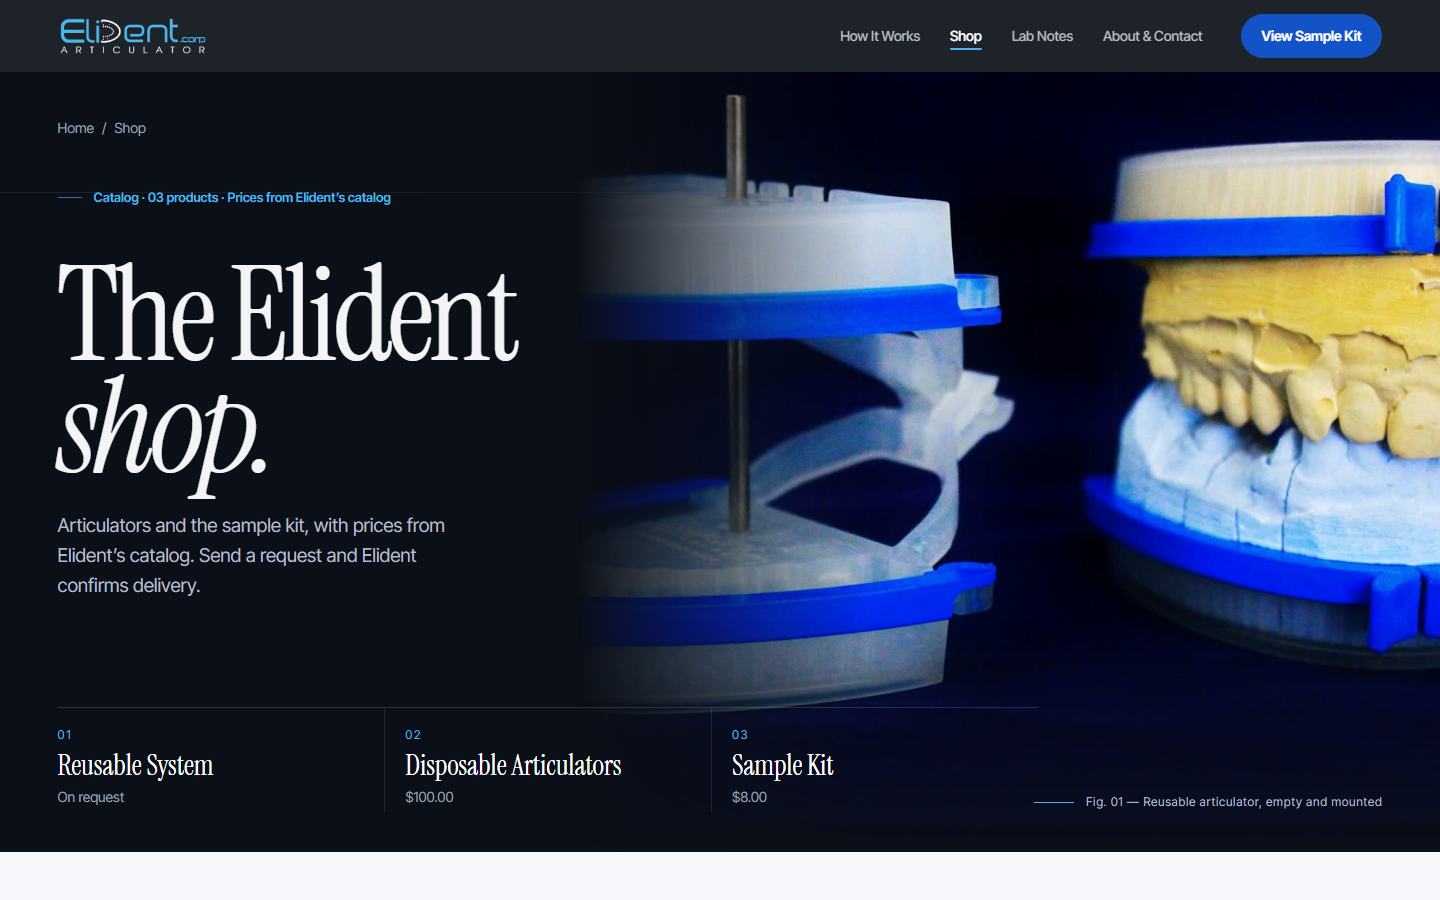 EliDent.corp
ARTICULATOR
How It Works
Shop
Lab Notes
About & Contact
View Sample Kit
Home / Shop
Catalog · 03 products · Prices from Elident’s catalog
The Elident
shop.
Articulators and the sample kit, with prices from
Elident’s catalog. Send a request and Elident
confirms delivery.
01
Reusable System
On request
02
Disposable Articulators
$100.00
03
Sample Kit
$8.00
Fig. 01 — Reusable articulator, empty and mounted